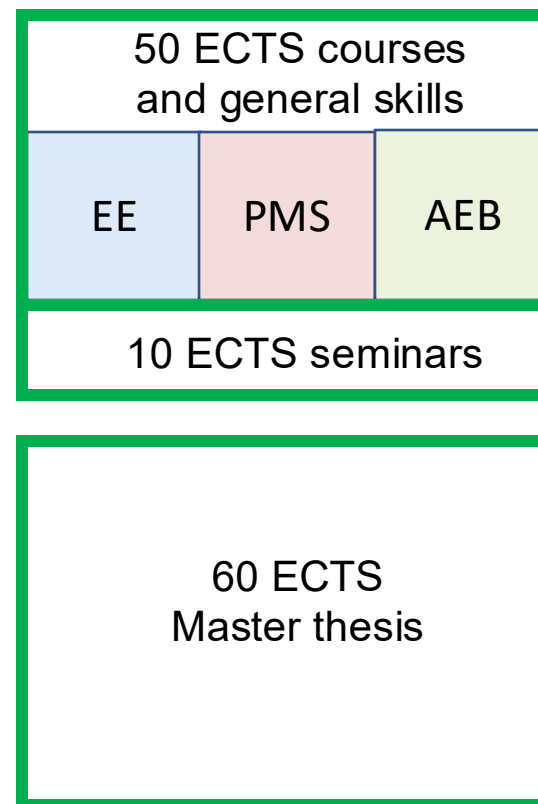 50 ECTS courses
and general skills
EE PMS AEB
10 ECTS seminars
60 ECTS
Master thesis